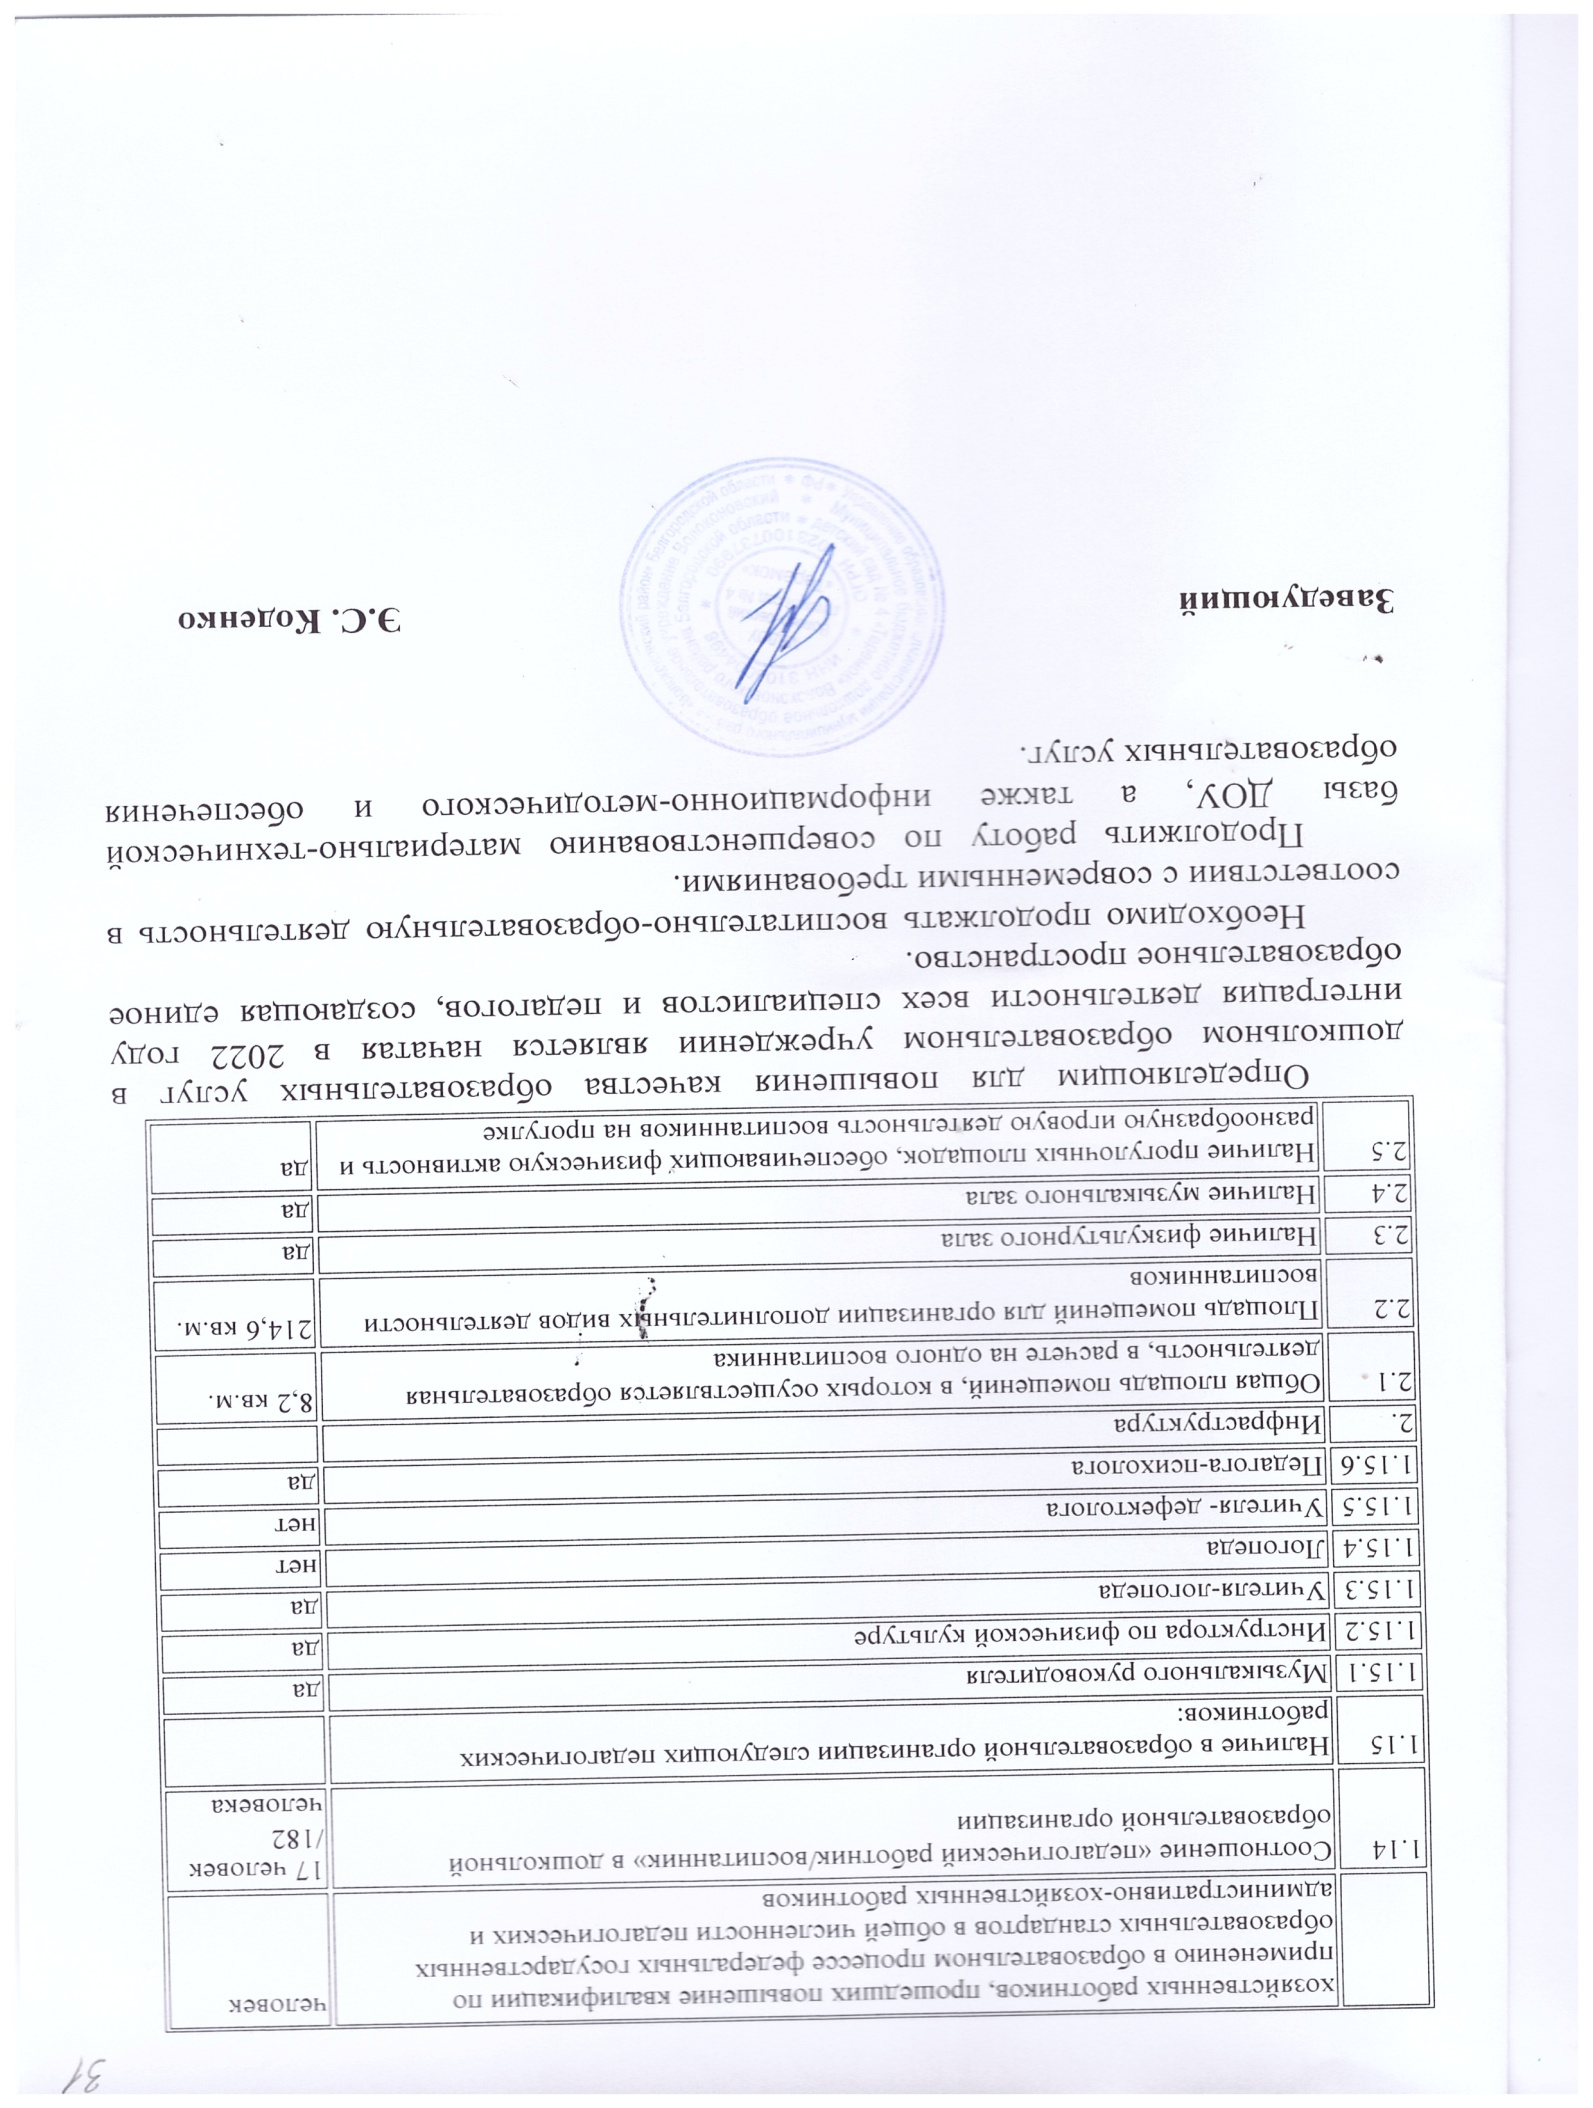 31
хозяйственных работников, прошедших повышение квалификации по
применению в образовательном процессе федеральных государственных
образовательных стандартов в общей численности педагогических и
административно-хозяйственных работников
человек
1.14
Соотношение «педагогический работник/воспитанник» в дошкольной
образовательной организации
17 человек
/182
человека
1.15
Наличие в образовательной организации следующих педагогических
работников:
1.15.1 Музыкального руководителя да
1.15.2 Инструктора по физической культуре да
1.15.3 Учителя-логопеда да
1.15.4 Логопеда нет
1.15.5 Учителя- дефектолога нет
1.15.6 Педагога-психолога да
2. Инфраструктура
2.1
Общая площадь помещений, в которых осуществляется образовательная
деятельность, в расчете на одного воспитанника
8,2 кв.м.
2.2
Площадь помещений для организации дополнительных видов деятельности
воспитанников
214,6 кв.м.
2.3 Наличие физкультурного зала да
2.4 Наличие музыкального зала да
2.5
Наличие прогулочных площадок, обеспечивающих физическую активность и
разнообразную игровую деятельность воспитанников на прогулке
да
Определяющим для повышения качества образовательных услуг в
дошкольном образовательном учреждении является начатая в 2022 году
интеграция деятельности всех специалистов и педагогов, создающая единое
образовательное пространство.
Необходимо продолжать воспитательно-образовательную деятельность в
соответствии с современными требованиями.
Продолжить работу по совершенствованию материально-технической
базы ДОУ, а также информационно-методического и обеспечения
образовательных услуг.
Заведующий Э.С. Коденко